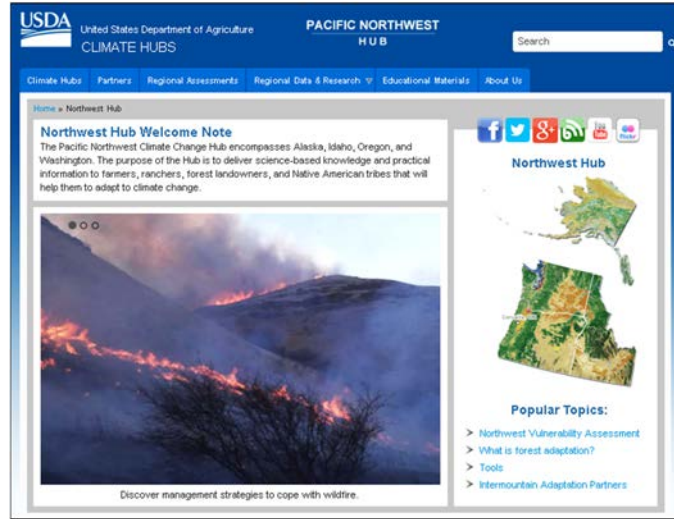 USDA
United States Department of Agriculture
CLIMATE HUBS
PACIFIC NORTHWEST
HUB
Search
Climate Hubs Partners Regional Assessments Regional Data & Research Educational Materials About Us
Home » Northwest Hub
Northwest Hub Welcome Note
The Pacific Northwest Climate Change Hub encompasses Alaska, Idaho, Oregon, and
Washington. The purpose of the Hub is to deliver science-based knowledge and practical
information to farmers, ranchers, forest landowners, and Native American tribes that will
help them to adapt to climate change.
Northwest Hub
Discover management strategies to cope with wildfire.
Popular Topics:
Northwest Vulnerability Assessment
What is forest adaptation?
Tools
Intermountain Adaptation Partners